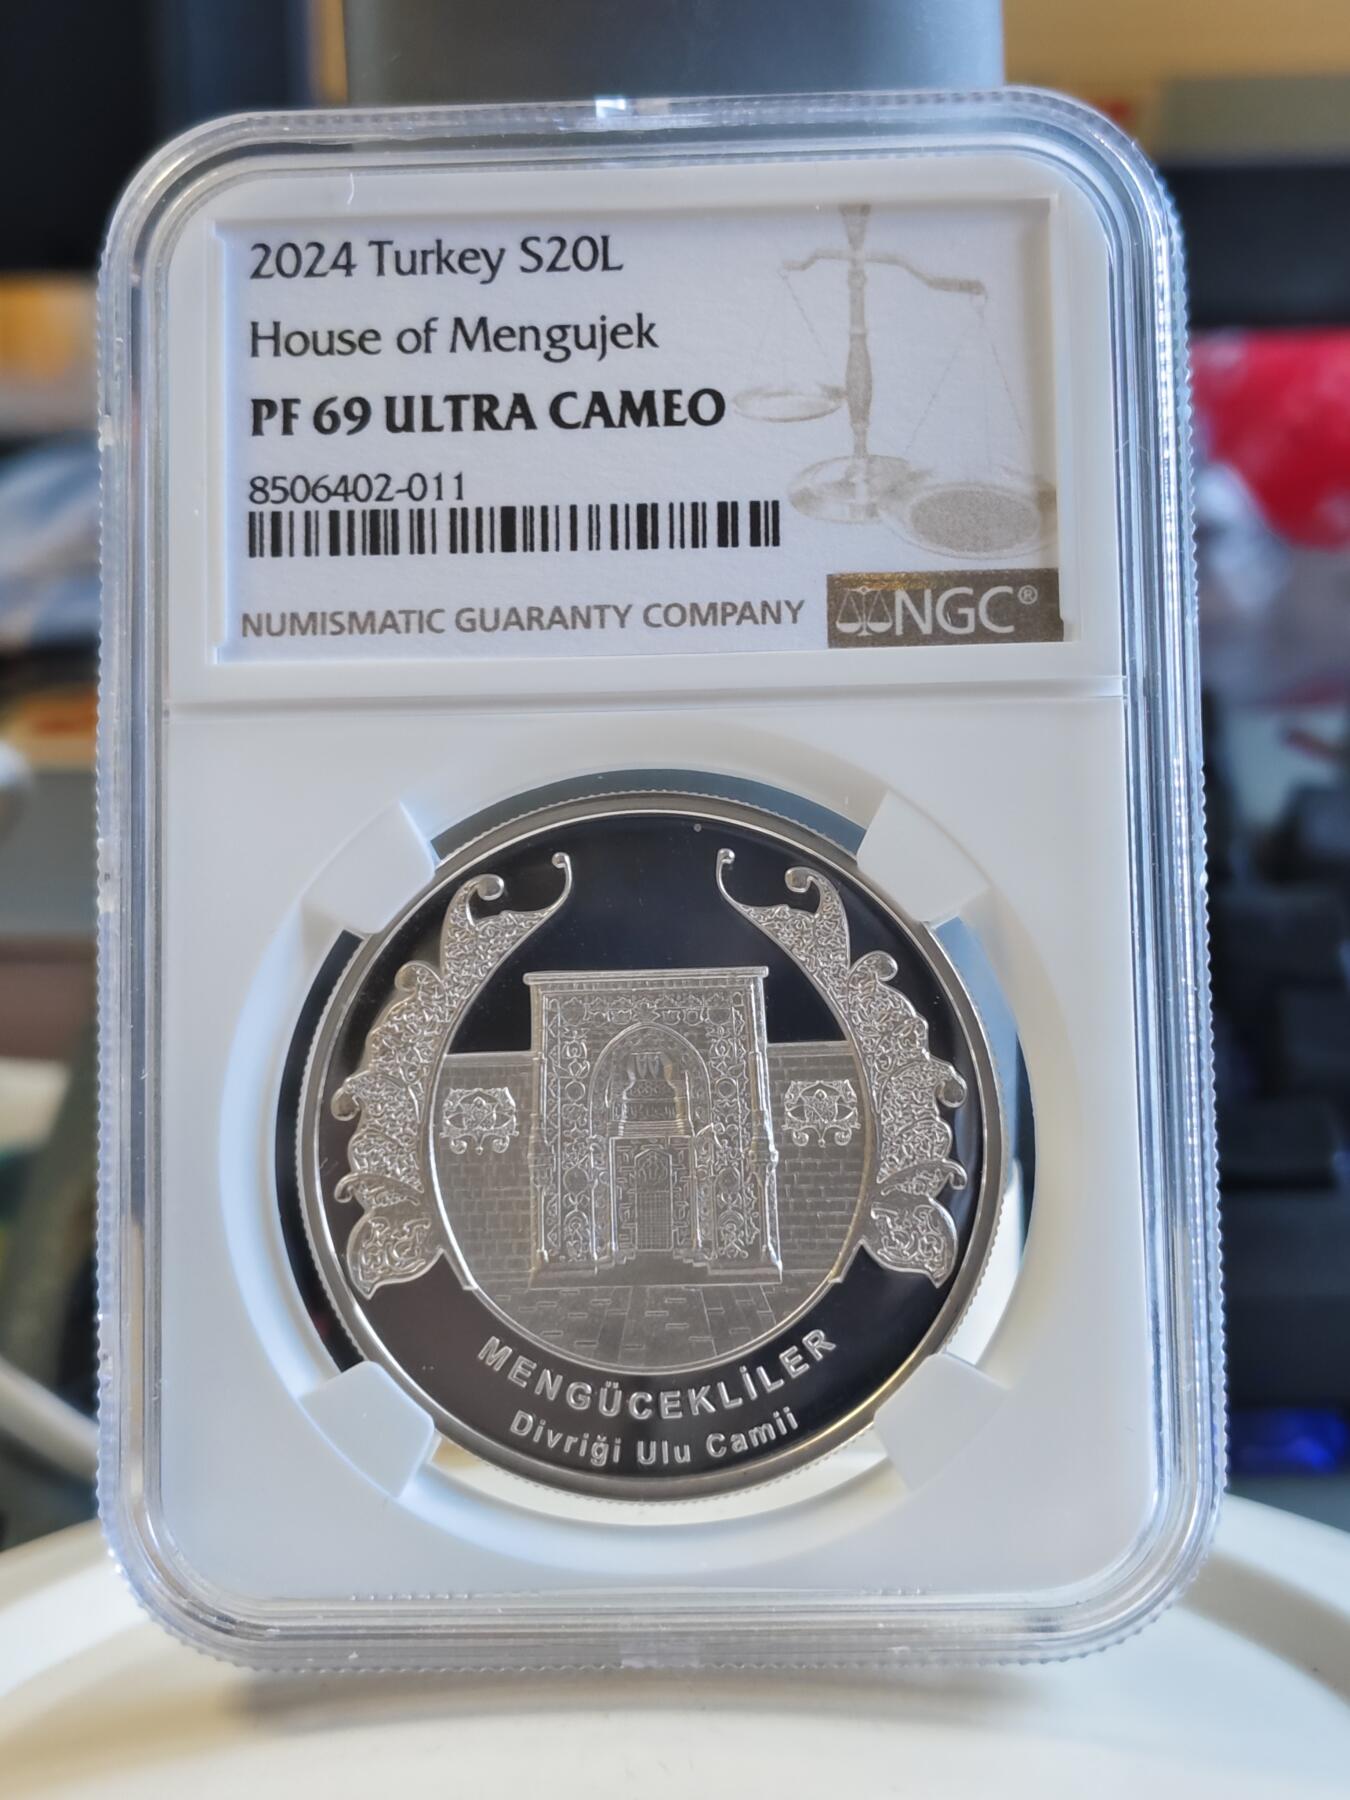 2024 Turkey S20L
House of Mengujek
PF 69 ULTRA CAMEO
8506402-011
NUMISMATIC GUARANTY COMPANY
NGC®
MENGÜCEKLİLER
Divriği Ulu Camii